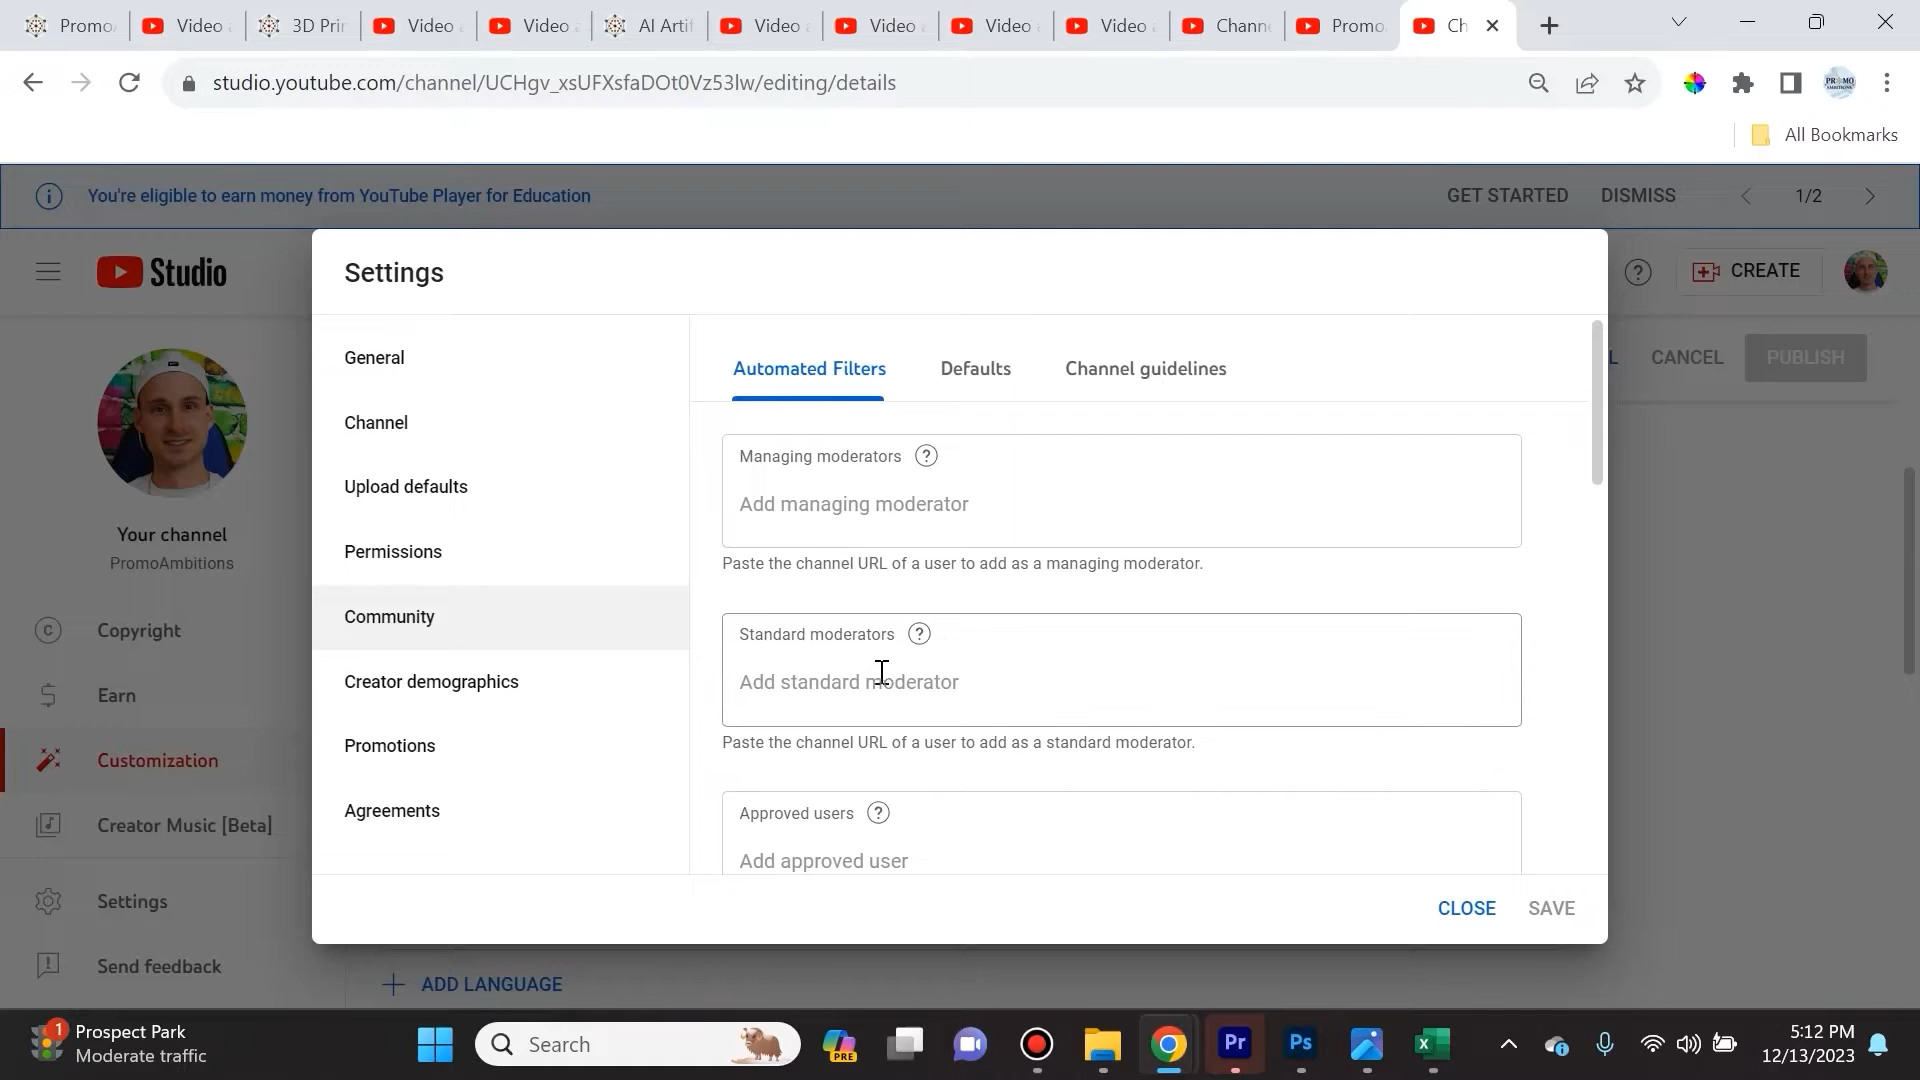 PromoA
Video a
3D Prin
Video a
Video a
AI Artif
Video a
Video a
Video a
Video a
Chann
Promo
Ch
studio.youtube.com/channel/UCHgv_xsUFXsfaDOt0Vz53lw/editing/details
All Bookmarks
You're eligible to earn money from YouTube Player for Education
GET STARTED
DISMISS
1/2
Studio
CREATE
Settings
General
Channel
Upload defaults
Permissions
Community
Creator demographics
Promotions
Agreements
Automated Filters
Defaults
Channel guidelines
Managing moderators
Add managing moderator
Paste the channel URL of a user to add as a managing moderator.
Standard moderators
Add standard moderator
Paste the channel URL of a user to add as a standard moderator.
Approved users
Add approved user
CLOSE
SAVE
L
CANCEL
PUBLISH
Your channel
PromoAmbitions
Copyright
Earn
Customization
Creator Music [Beta]
Settings
Send feedback
ADD LANGUAGE
1
Prospect Park
Moderate traffic
Search
PRE
Pr
Ps
5:12 PM
12/13/2023